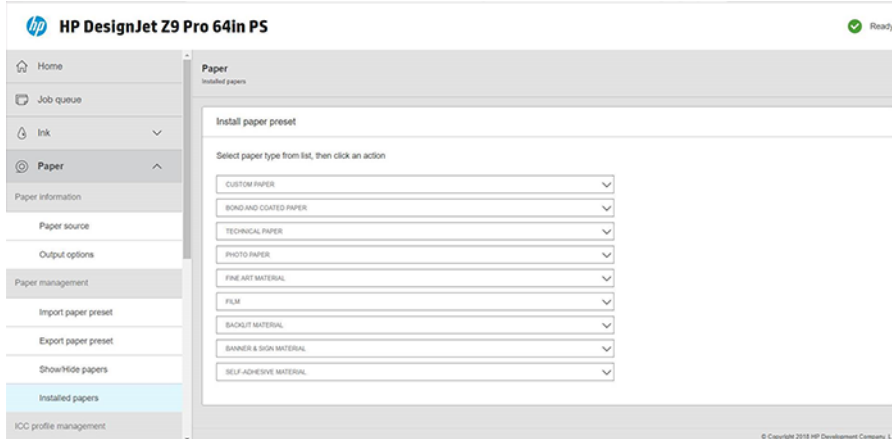 hp HP DesignJet Z9 Pro 64in PS
Ready
Home
Job queue
Ink
Paper
Paper information
Paper source
Output options
Paper management
Import paper preset
Export paper preset
Show/Hide papers
Installed papers
ICC profile management
Paper
Installed papers
Install paper preset
Select paper type from list, then click an action
CUSTOM PAPER
BOND AND COATED PAPER
TECHNICAL PAPER
PHOTO PAPER
FINE ART MATERIAL
FILM
BACKLIT MATERIAL
BANNER & SIGN MATERIAL
SELF-ADHESIVE MATERIAL
© Copyright 2018 HP Development Company, L